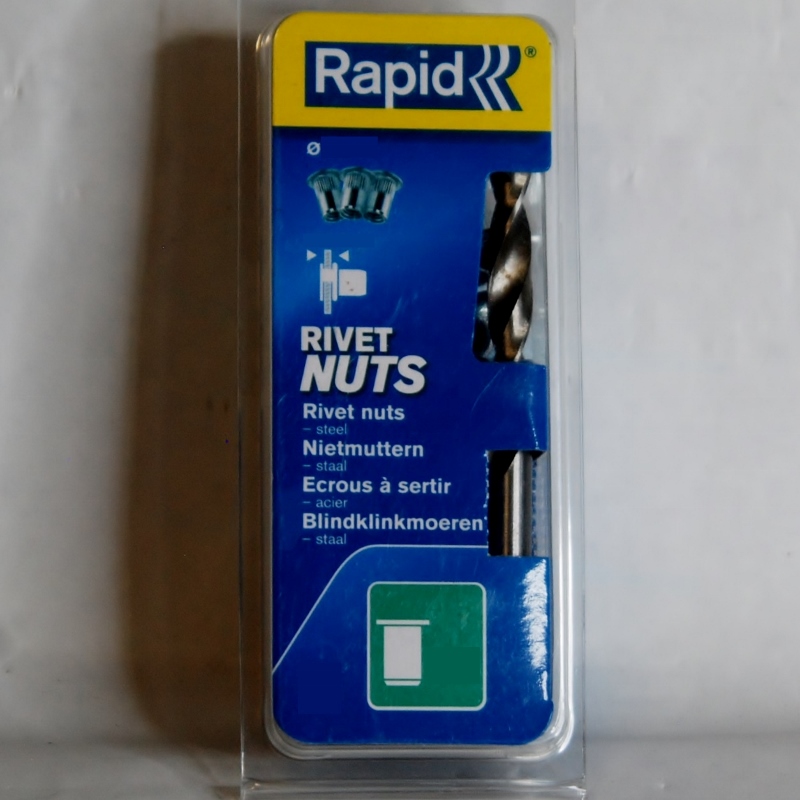 Rapid®
Ø
RIVET
NUTS
Rivet nuts
– steel
Nietmuttern
– staal
Ecrous à sertir
– acier
Blindklinkmoeren
– staal